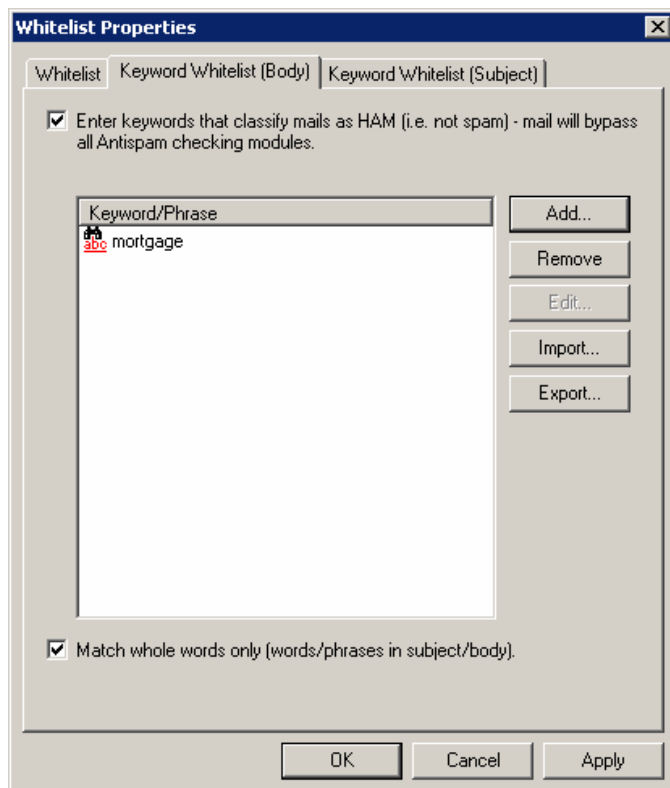 Whitelist Properties
Whitelist
Keyword Whitelist (Body)
Keyword Whitelist (Subject)
Enter keywords that classify mails as HAM (i.e. not spam) - mail will bypass
all Antispam checking modules.
Keyword/Phrase
abc mortgage
Add...
Remove
Edit...
Import...
Export...
Match whole words only (words/phrases in subject/body).
OK
Cancel
Apply